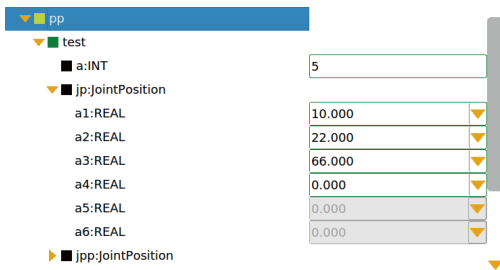 pp
test
a:INT 5
jp:JointPosition
a1:REAL 10.000
a2:REAL 22.000
a3:REAL 66.000
a4:REAL 0.000
a5:REAL 0.000
a6:REAL 0.000
jpp:JointPosition